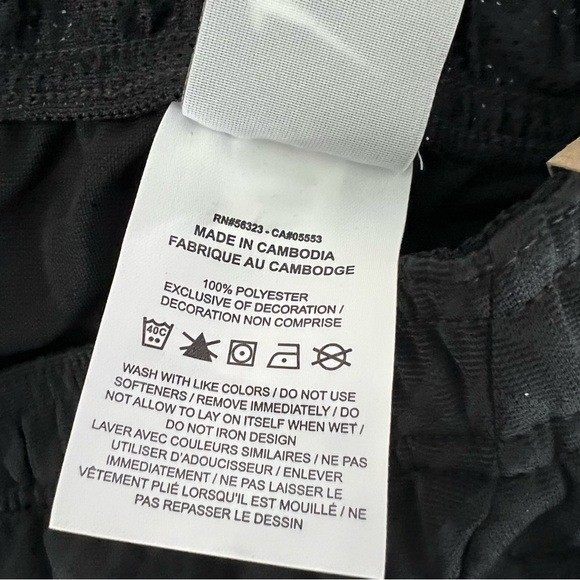 RN#56323 - CA#05553
MADE IN CAMBODIA
FABRIQUE AU CAMBODGE
100% POLYESTER
EXCLUSIVE OF DECORATION /
DECORATION NON COMPRISE
40C
WASH WITH LIKE COLORS / DO NOT USE
SOFTENERS / REMOVE IMMEDIATELY / DO
NOT ALLOW TO LAY ON ITSELF WHEN WET /
DO NOT IRON DESIGN
LAVER AVEC COULEURS SIMILAIRES / NE PAS
UTILISER D'ADOUCISSEUR / ENLEVER
IMMÉDIATEMENT / NE PAS LAISSER LE
VÊTEMENT PLIÉ LORSQU'IL EST MOUILLÉ / NE
PAS REPASSER LE DESSIN